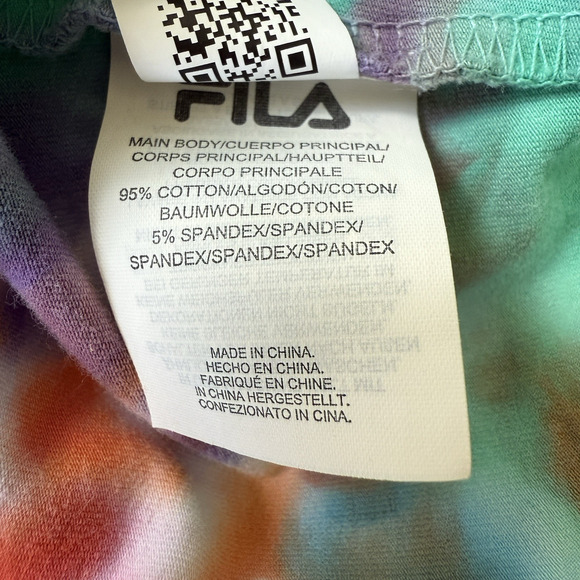 FILA
MAIN BODY/CUERPO PRINCIPAL/
CORPS PRINCIPAL/HAUPTTEIL/
CORPO PRINCIPALE
95% COTTON/ALGODÓN/COTON/
BAUMWOLLE/COTONE
5% SPANDEX/SPANDEX/
SPANDEX/SPANDEX/SPANDEX
MADE IN CHINA.
HECHO EN CHINA.
FABRIQUÉ EN CHINE.
IN CHINA HERGESTELLT.
CONFEZIONATO IN CINA.